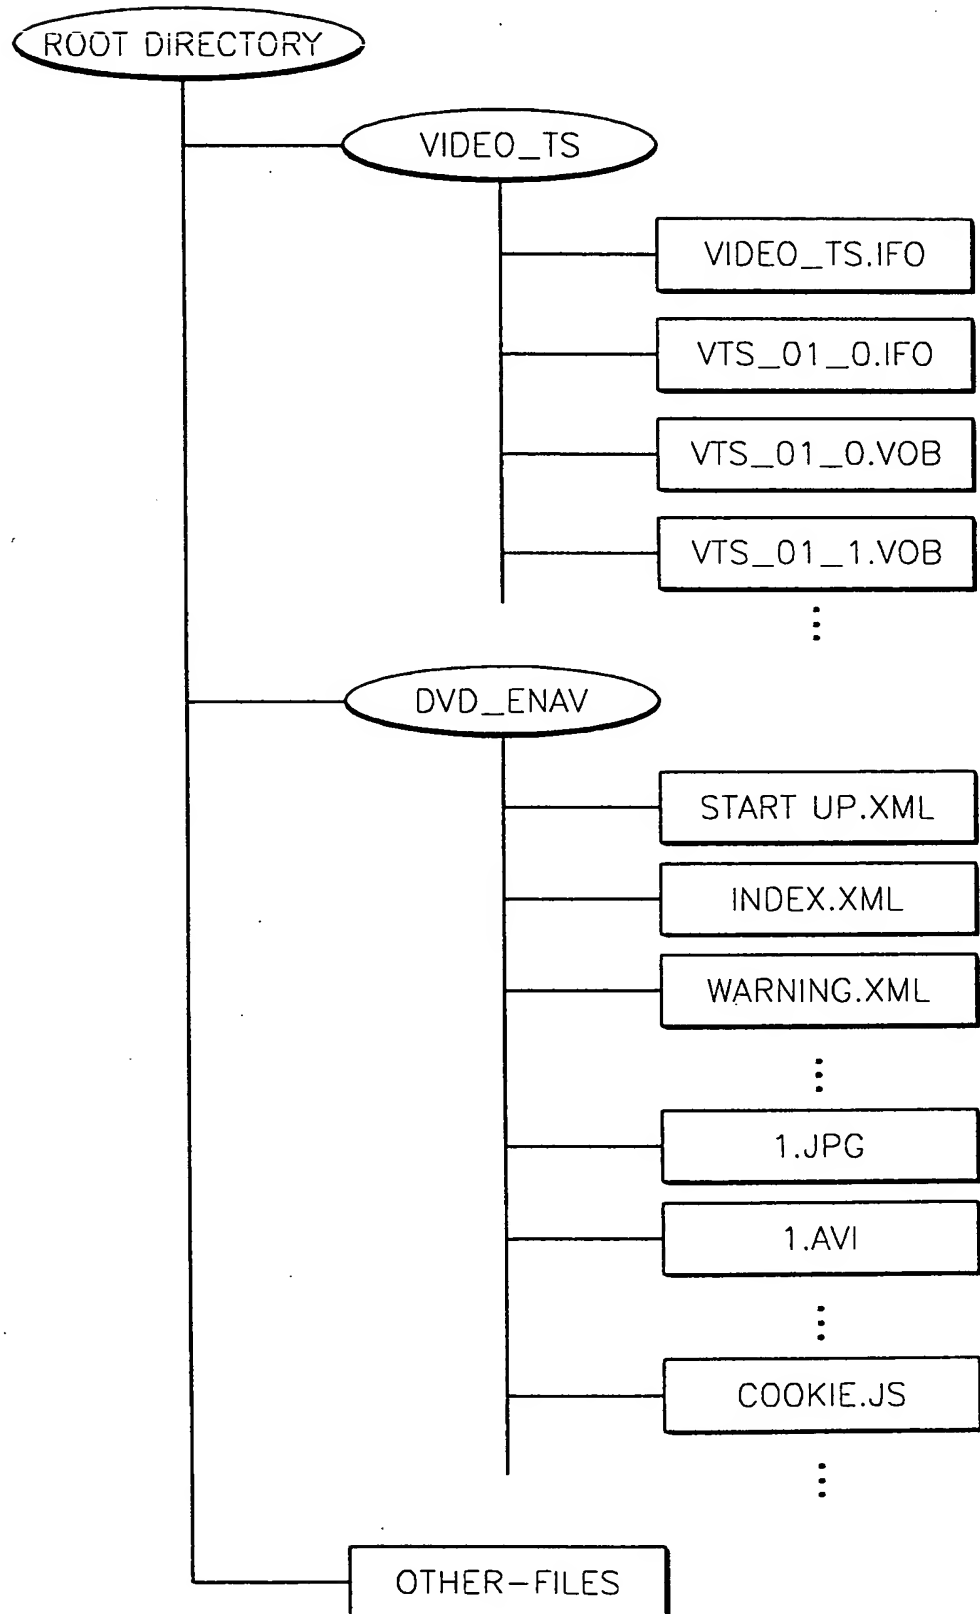 ROOT DIRECTORY
VIDEO_TS
VIDEO_TS.IFO
VTS_01_0.IFO
VTS_01_0.VOB
VTS_01_1.VOB
DVD_ENAV
START UP.XML
INDEX.XML
WARNING.XML
1.JPG
1.AVI
COOKIE.JS
OTHER-FILES